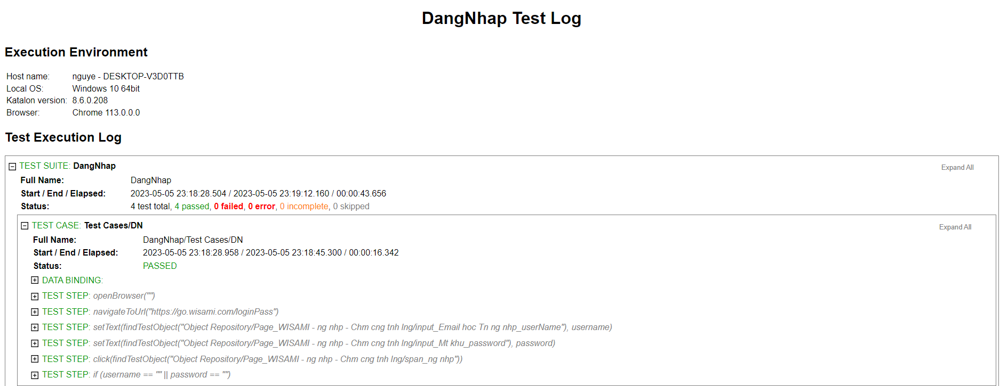 DangNhap Test Log
Execution Environment
Host name: nguye - DESKTOP-V3D0TTB
Local OS: Windows 10 64bit
Katalon version: 8.6.0.208
Browser: Chrome 113.0.0.0
Test Execution Log
TEST SUITE: DangNhap Expand All
Full Name: DangNhap
Start / End / Elapsed: 2023-05-05 23:18:28.504 / 2023-05-05 23:19:12.160 / 00:00:43.656
Status: 4 test total, 4 passed, 0 failed, 0 error, 0 incomplete, 0 skipped
TEST CASE: Test Cases/DN Expand All
Full Name: DangNhap/Test Cases/DN
Start / End / Elapsed: 2023-05-05 23:18:28.958 / 2023-05-05 23:18:45.300 / 00:00:16.342
Status: PASSED
DATA BINDING:
TEST STEP: openBrowser("")
TEST STEP: navigateToUrl("https://go.wisami.com/loginPass")
TEST STEP: setText(findTestObject("Object Repository/Page_WISAMI - ng nhp - Chm cng tnh lng/input_Email hoc Tn ng nhp_userName"), username)
TEST STEP: setText(findTestObject("Object Repository/Page_WISAMI - ng nhp - Chm cng tnh lng/input_Mt khu_password"), password)
TEST STEP: click(findTestObject("Object Repository/Page_WISAMI - ng nhp - Chm cng tnh lng/span_ng nhp"))
TEST STEP: if (username == "" || password == "")